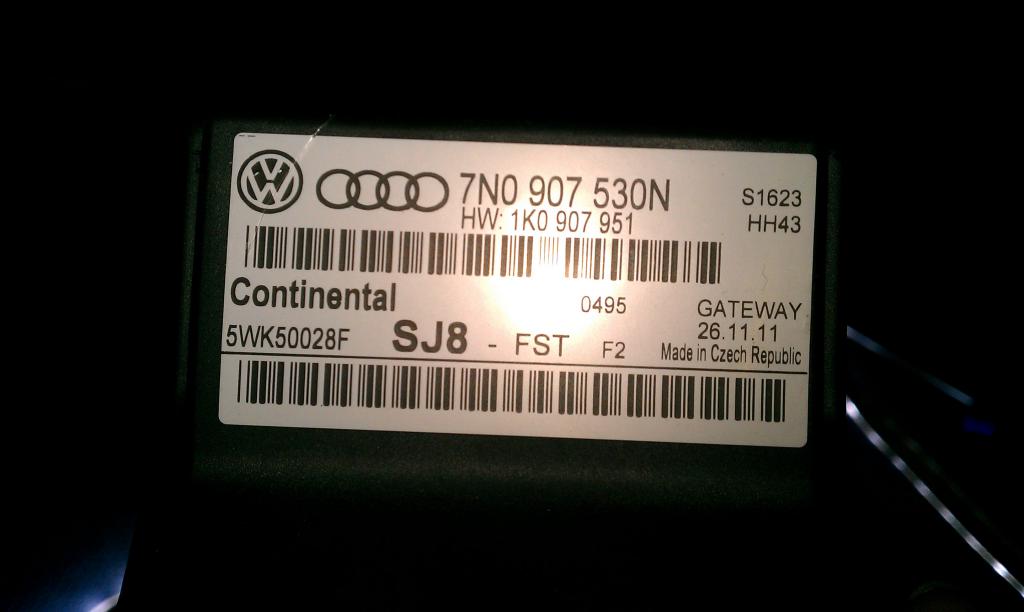 7N0 907 530N
S1623
HW: 1K0 907 951
HH43
Continental
0495
GATEWAY
26.11.11
5WK50028F
SJ8 - FST F2
Made in Czech Republic